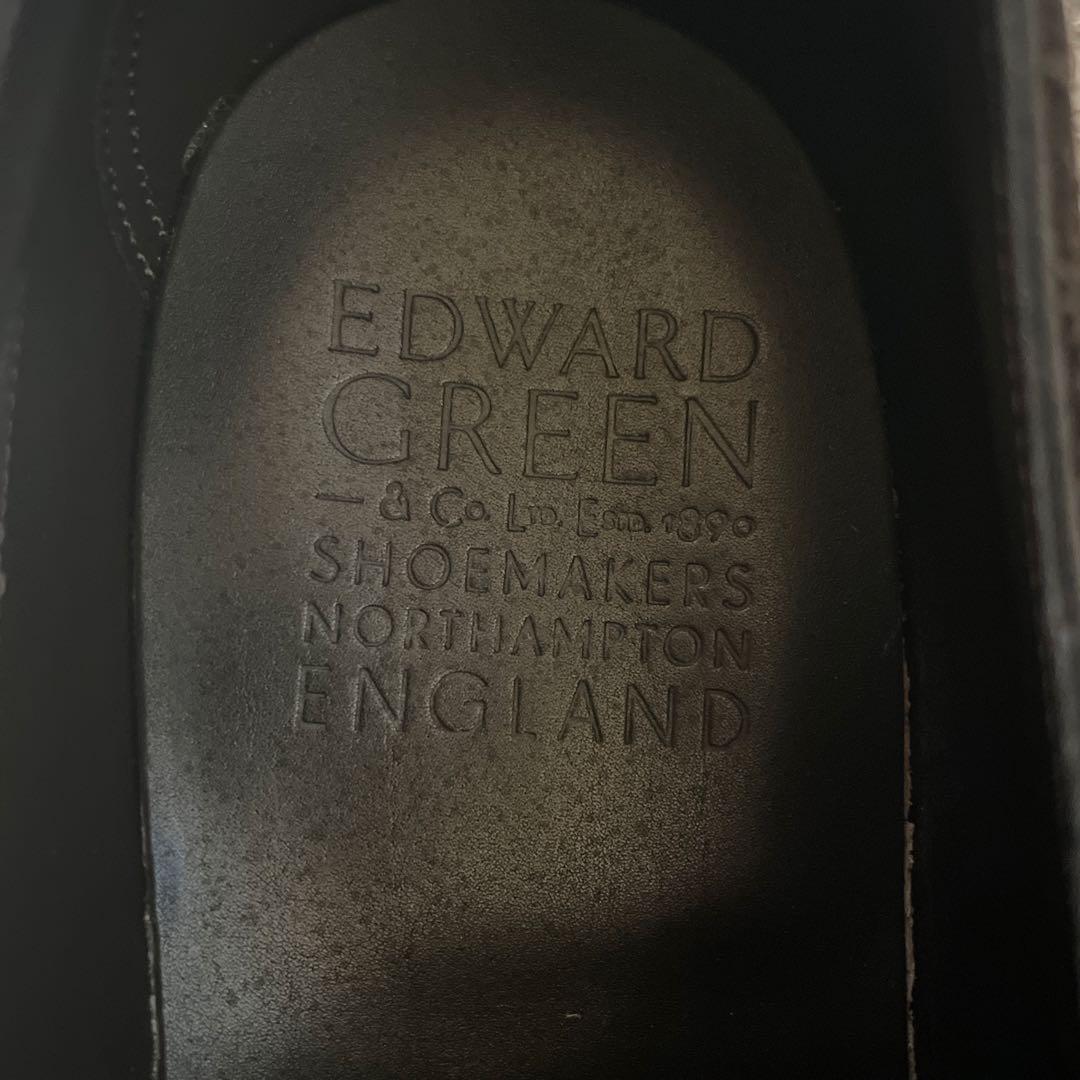 EDWARD
GREEN
— & Co. LTD. ESTD. 1890
SHOEMAKERS
NORTHAMPTON
ENGLAND